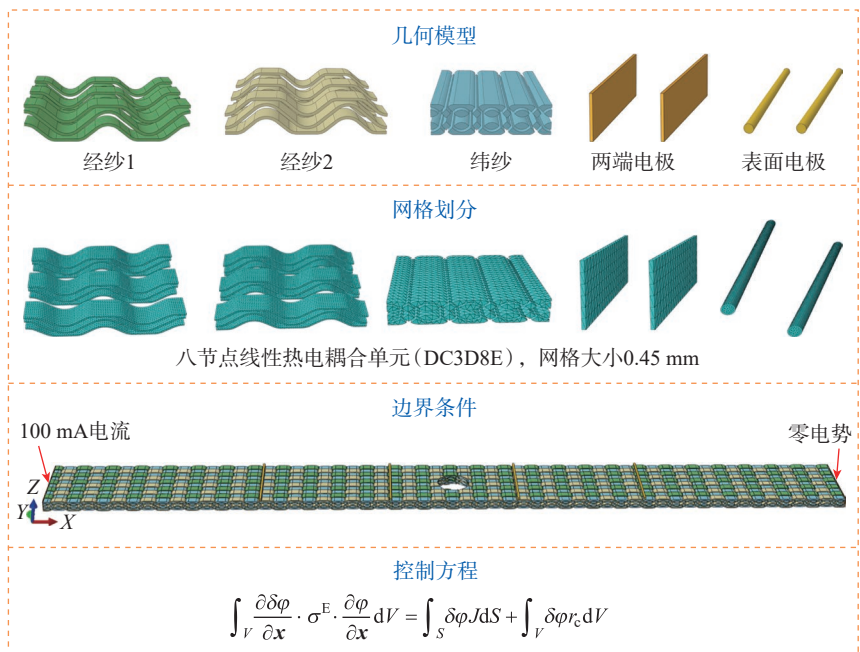 几何模型
经纱1 经纱2 纬纱 两端电极 表面电极
网格划分
八节点线性热电耦合单元(DC3D8E)，网格大小0.45 mm
边界条件
100 mA电流 零电势
Z
Y X
控制方程
∫_V ∂δφ/∂x · σ^E · ∂φ/∂x dV = ∫_S δφJdS + ∫_V δφr_c dV